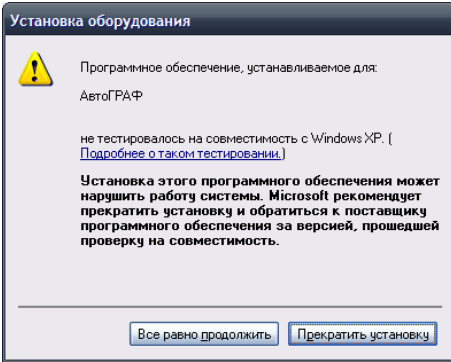 Установка оборудования
Программное обеспечение, устанавливаемое для:
АвтоГРАФ
не тестировалось на совместимость с Windows XP. (
Подробнее о таком тестировании.)
Установка этого программного обеспечения может
нарушить работу системы. Microsoft рекомендует
прекратить установку и обратиться к поставщику
программного обеспечения за версией, прошедшей
проверку на совместимость.
Все равно продолжить
Прекратить установку